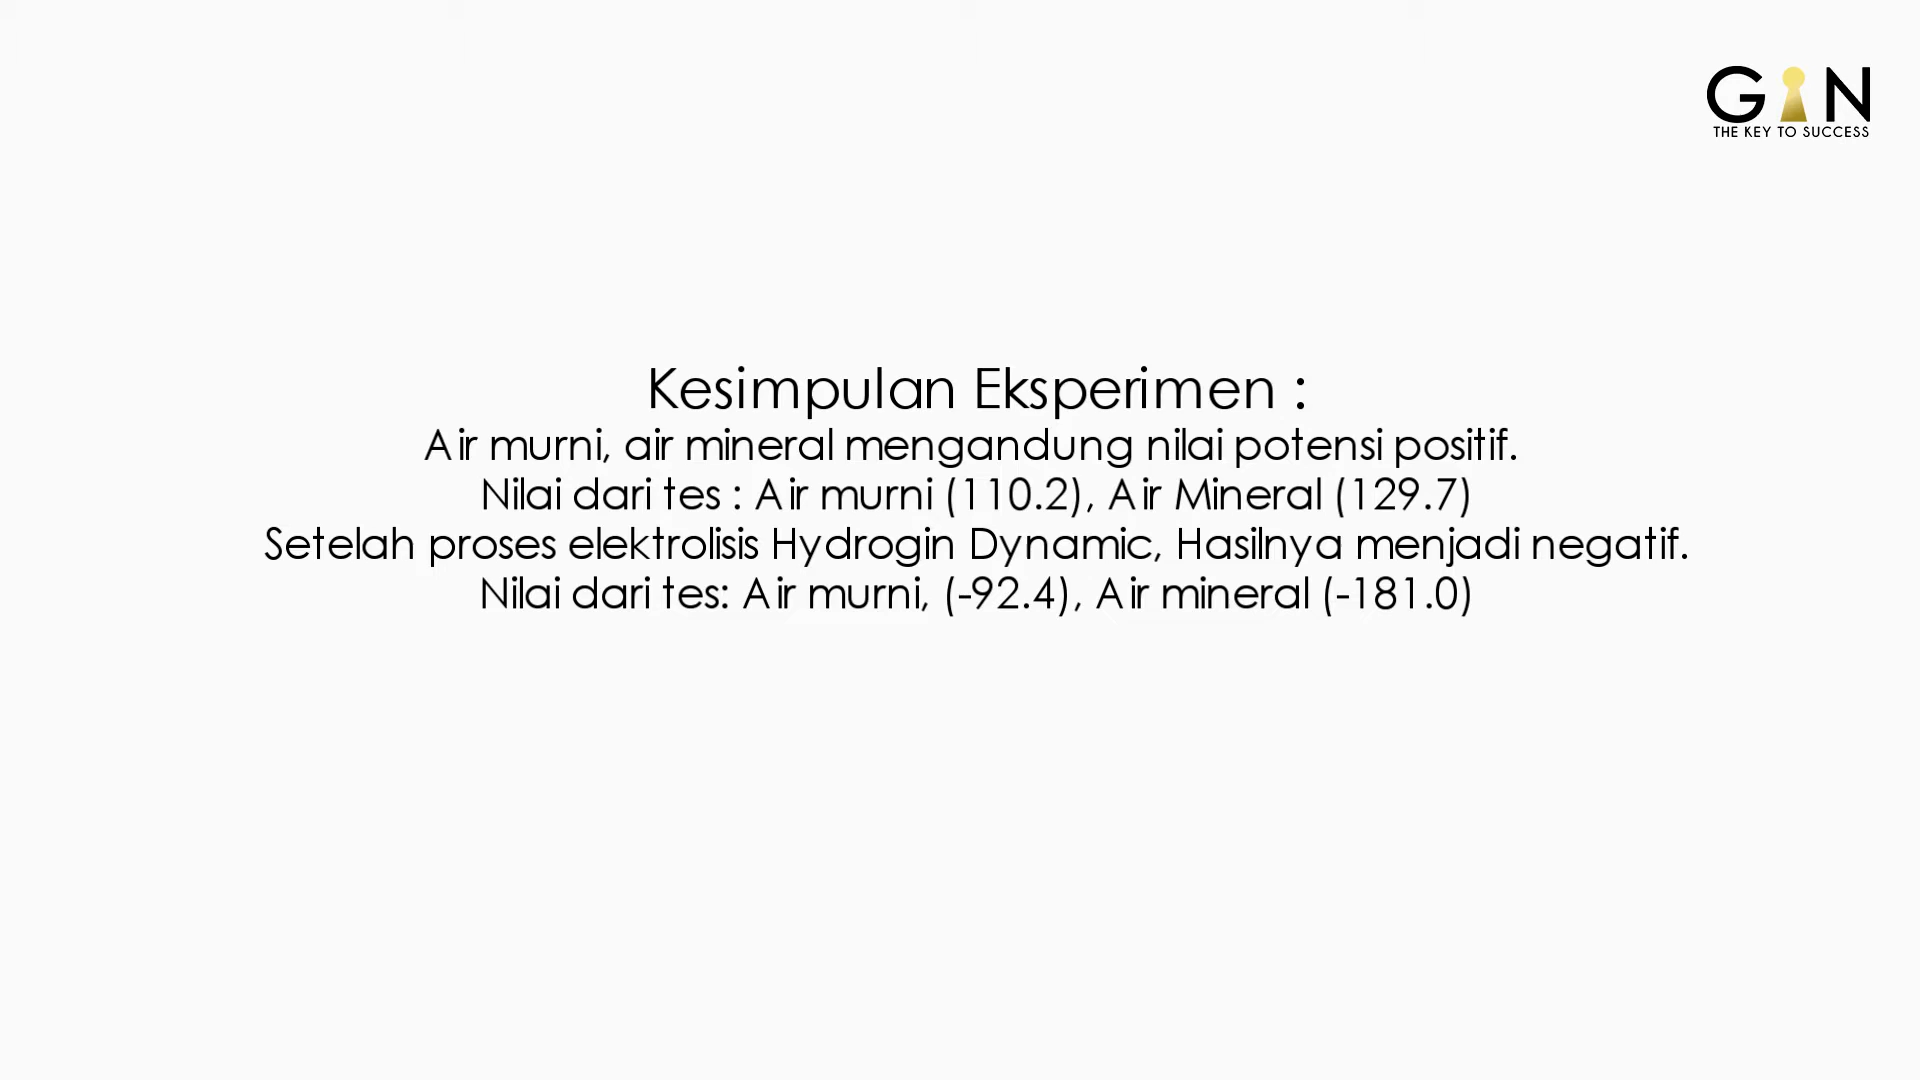 GIN
THE KEY TO SUCCESS
Kesimpulan Eksperimen :
Air murni, air mineral mengandung nilai potensi positif.
Nilai dari tes : Air murni (110.2), Air Mineral (129.7)
Setelah proses elektrolisis Hydrogin Dynamic, Hasilnya menjadi negatif.
Nilai dari tes: Air murni, (-92.4), Air mineral (-181.0)